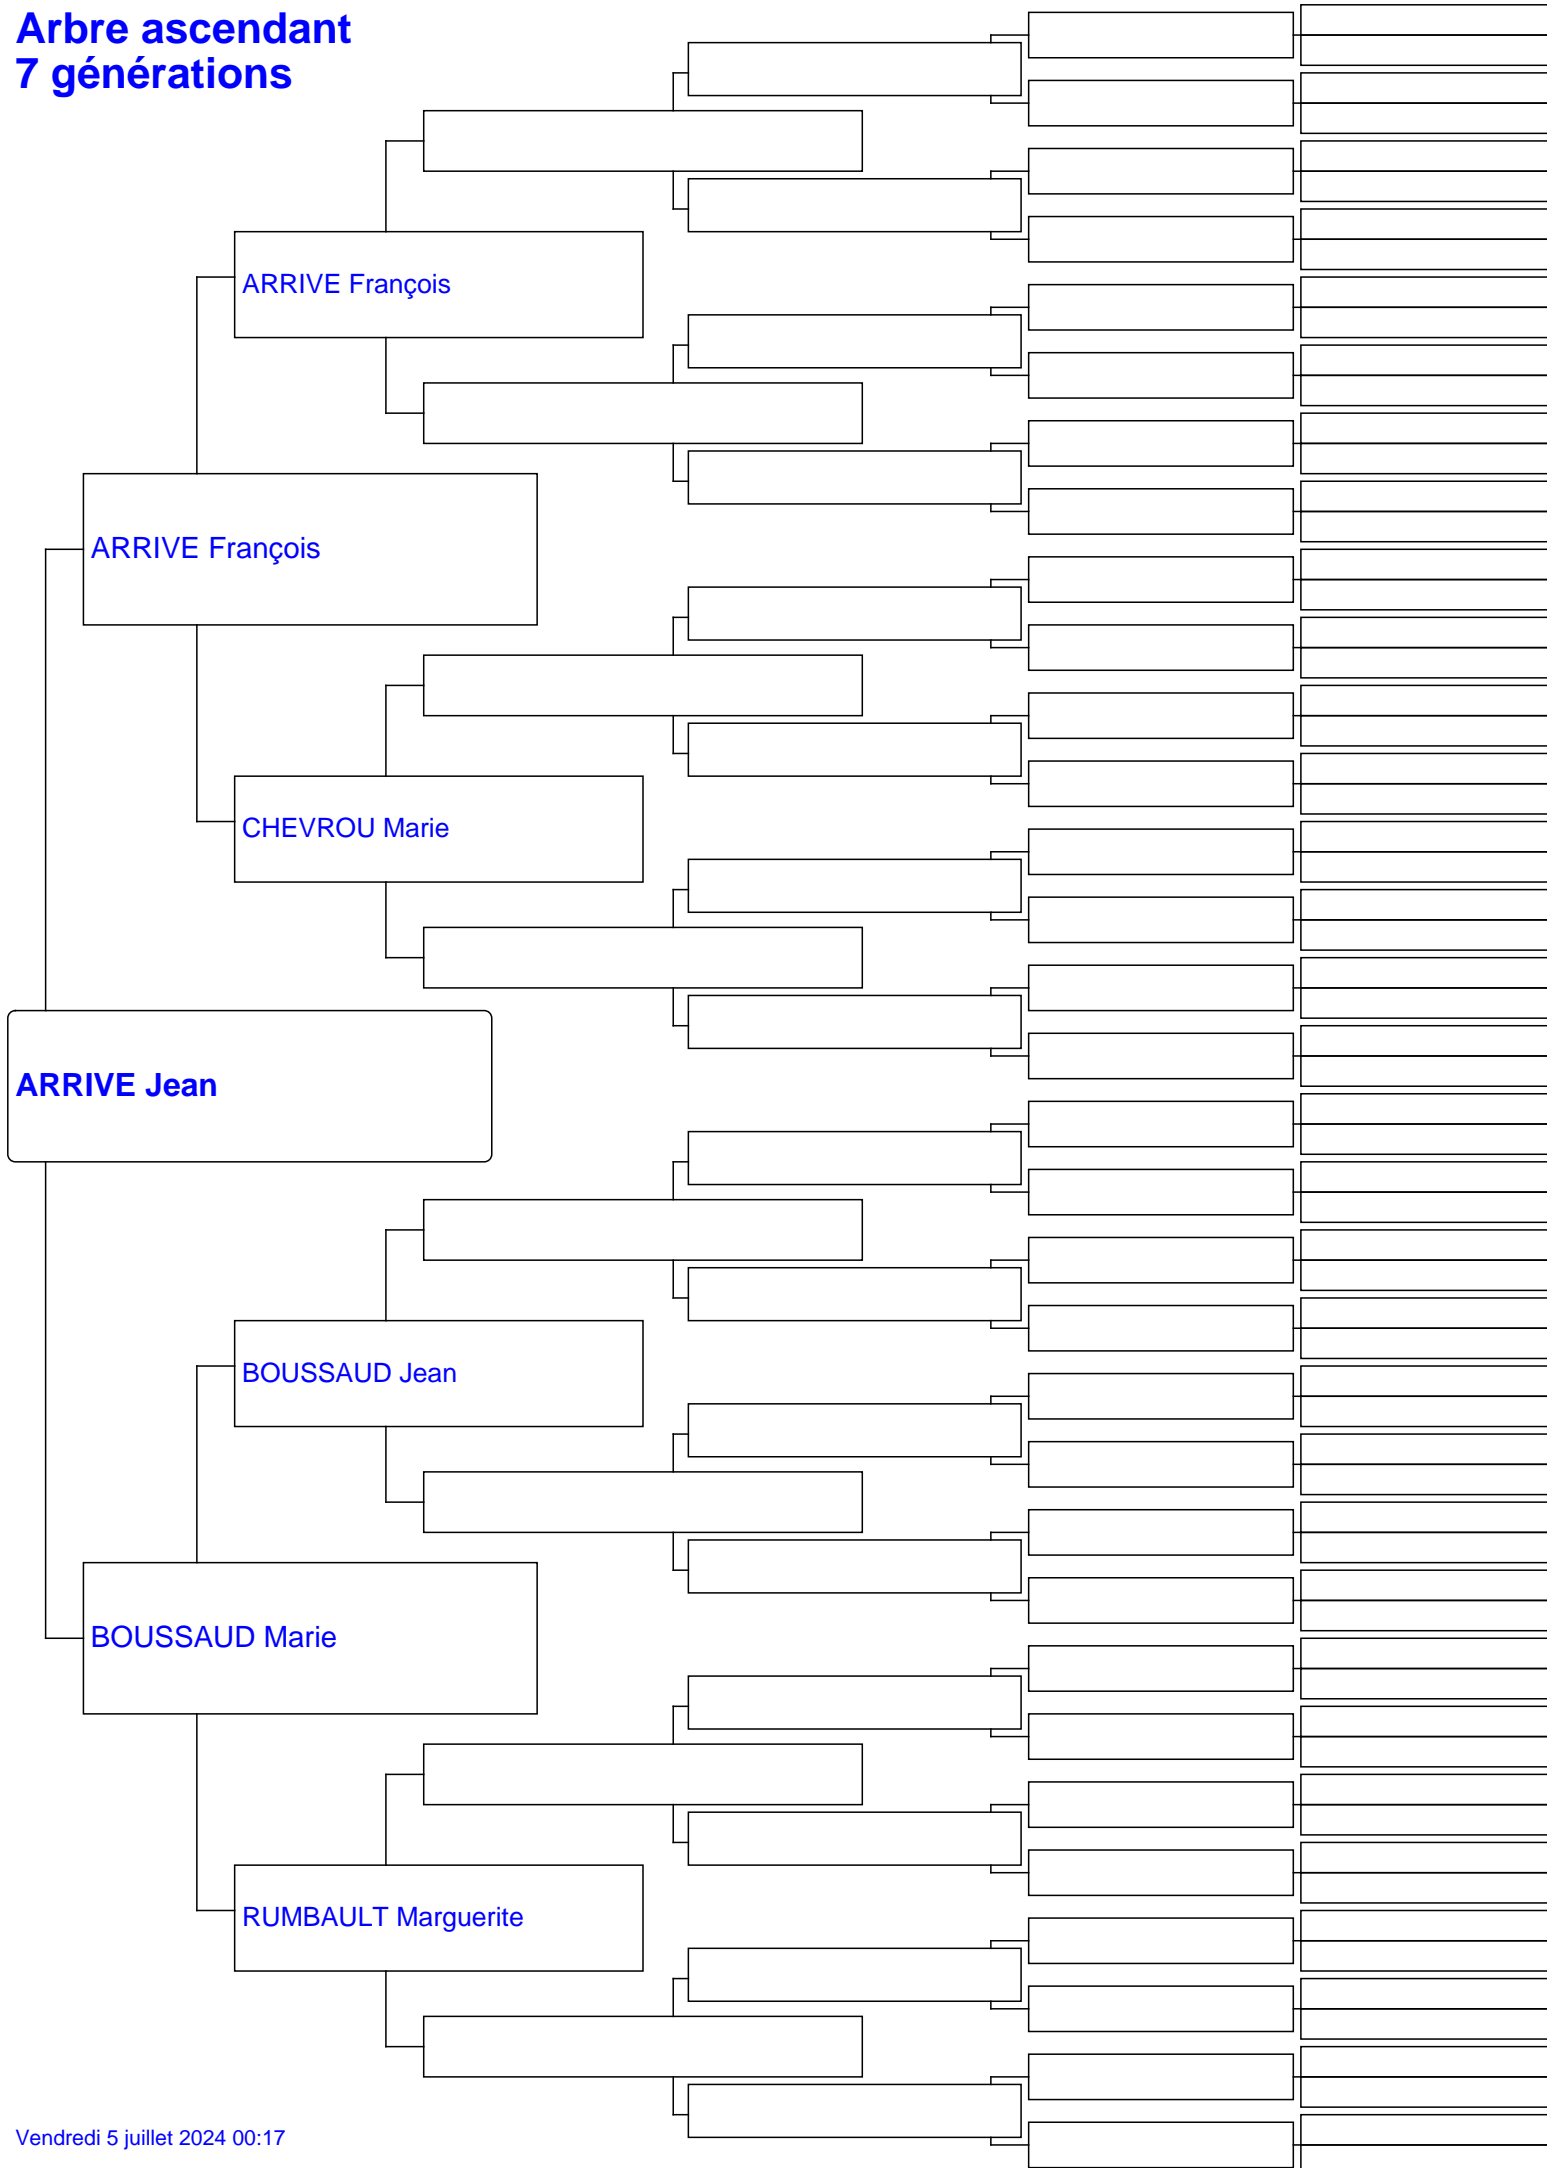 Arbre ascendant
7 générations
ARRIVE François
ARRIVE François
CHEVROU Marie
ARRIVE Jean
BOUSSAUD Jean
BOUSSAUD Marie
RUMBAULT Marguerite
Vendredi 5 juillet 2024 00:17